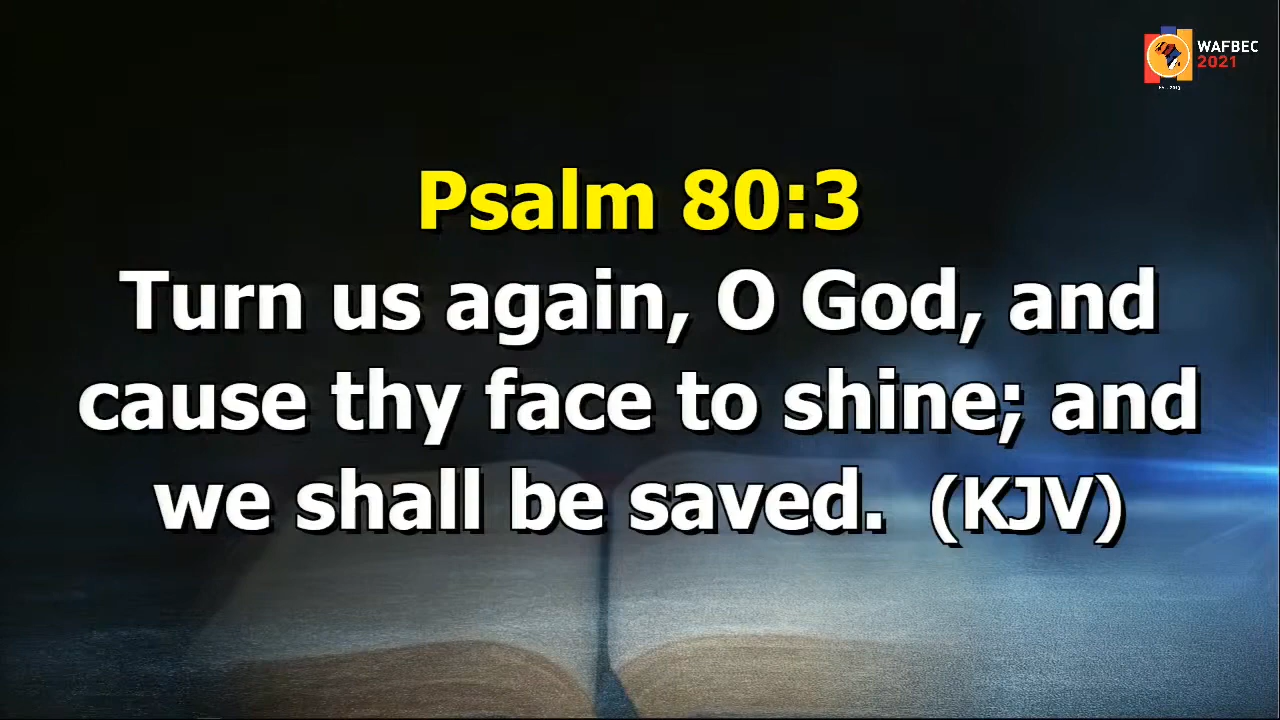 WAFBEC
2021
Psalm 80:3
Turn us again, O God, and
cause thy face to shine; and
we shall be saved. (KJV)